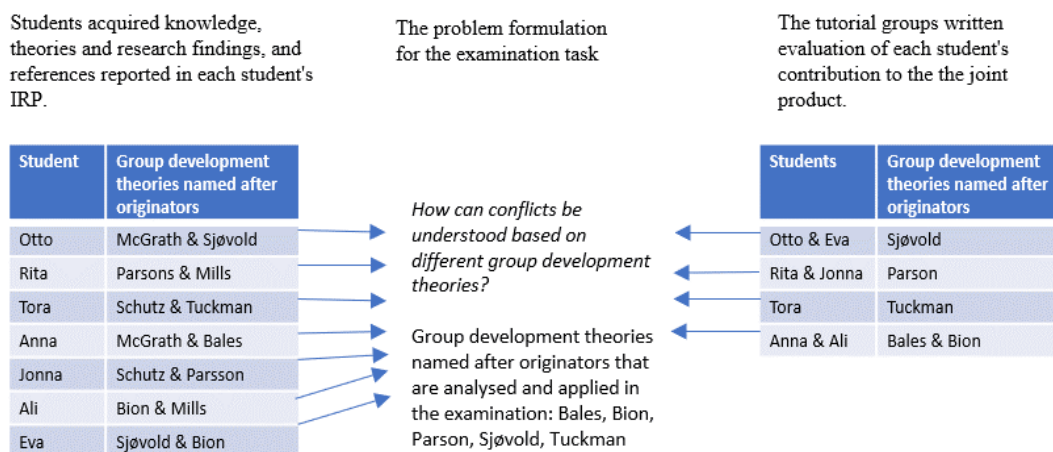 Students acquired knowledge,
theories and research findings, and
references reported in each student's
IRP.
The problem formulation
for the examination task
The tutorial groups written
evaluation of each student's
contribution to the the joint
product.
Student
Group development
theories named after
originators
Otto McGrath & Sjøvold
Rita Parsons & Mills
Tora Schutz & Tuckman
Anna McGrath & Bales
Jonna Schutz & Parsson
Ali Bion & Mills
Eva Sjøvold & Bion
How can conflicts be
understood based on
different group development
theories?
Group development theories
named after originators that
are analysed and applied in
the examination: Bales, Bion,
Parson, Sjøvold, Tuckman
Students
Group development
theories named after
originators
Otto & Eva Sjøvold
Rita & Jonna Parson
Tora Tuckman
Anna & Ali Bales & Bion